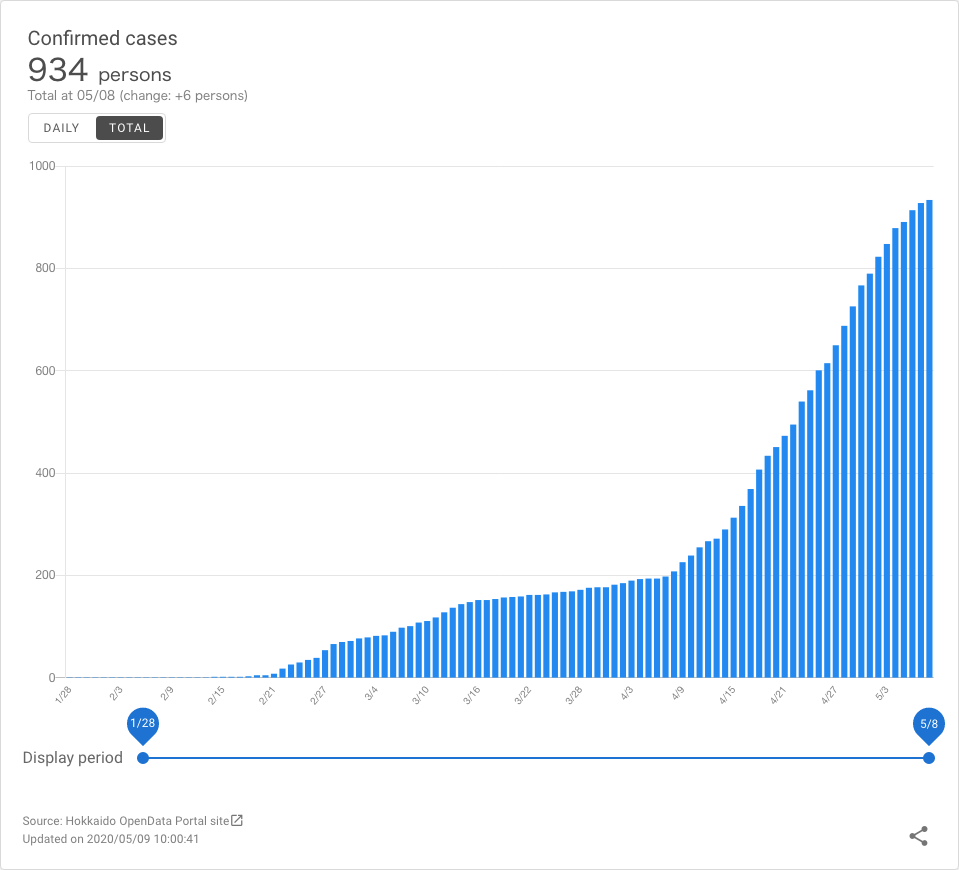 Confirmed cases
934 persons
Total at 05/08 (change: +6 persons)
DAILY TOTAL
1000
800
600
400
200
0
1/28 2/3 2/9 2/15 2/21 2/27 3/4 3/10 3/16 3/22 3/28 4/3 4/9 4/15 4/21 4/27 5/3
1/28 5/8
Display period
Source: Hokkaido OpenData Portal site
Updated on 2020/05/09 10:00:41